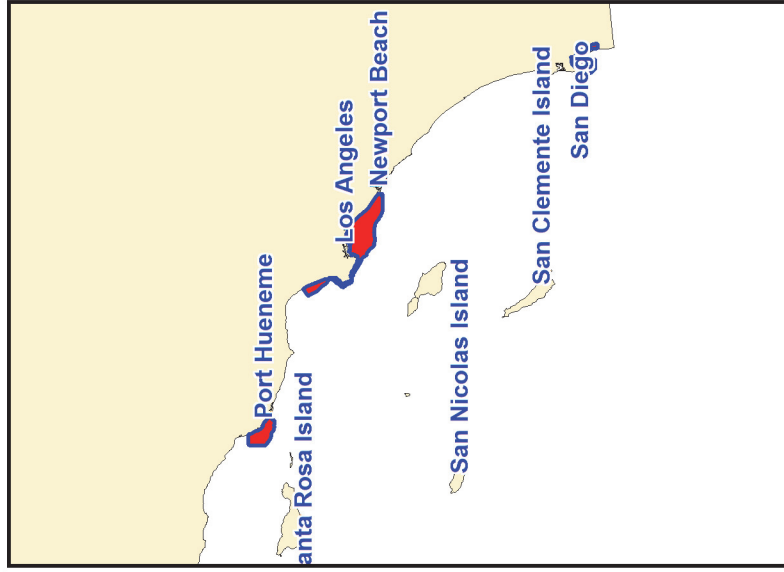 anta Rosa Island
Port Hueneme
Los Angeles
Newport Beach
San Nicolas Island
San Clemente Island
San Diego